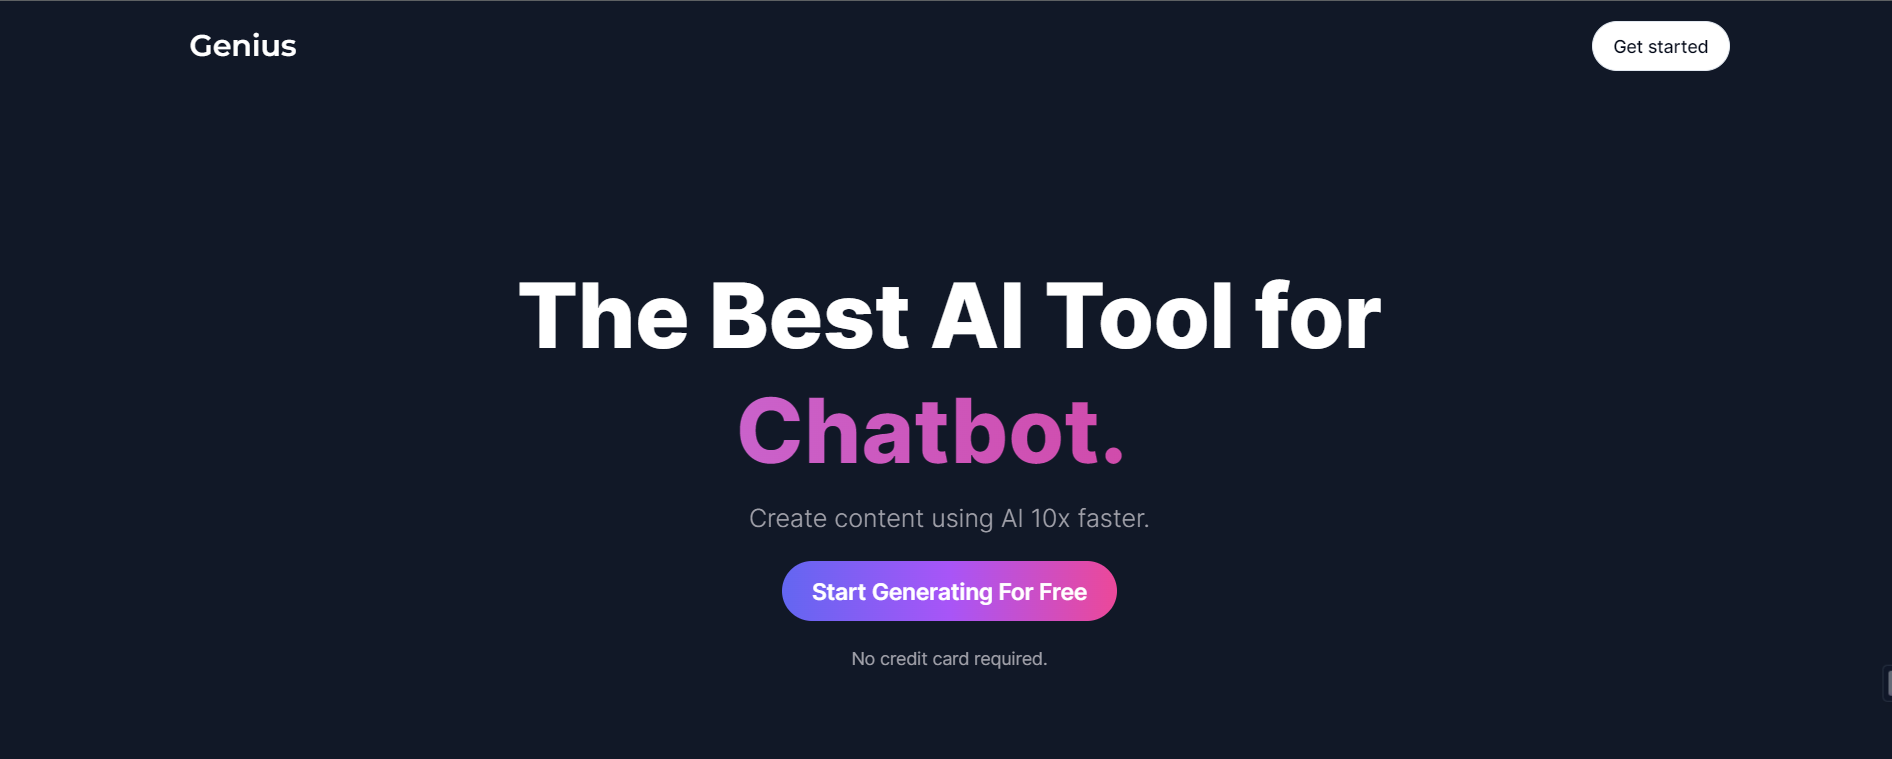 Genius
Get started
The Best AI Tool for
Chatbot.
Create content using AI 10x faster.
Start Generating For Free
No credit card required.